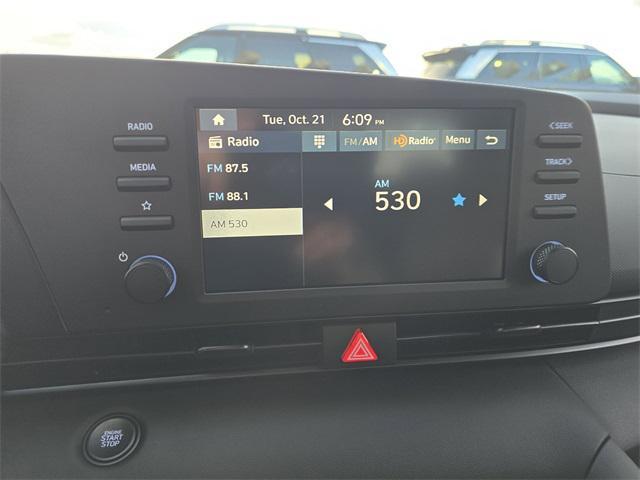 Tue, Oct. 21 6:09 PM
Radio FM/AM HD Radio Menu
RADIO
MEDIA
FM 87.5
FM 88.1
AM 530
AM
530
<SEEK
TRACK>
SETUP
ENGINE
START
STOP